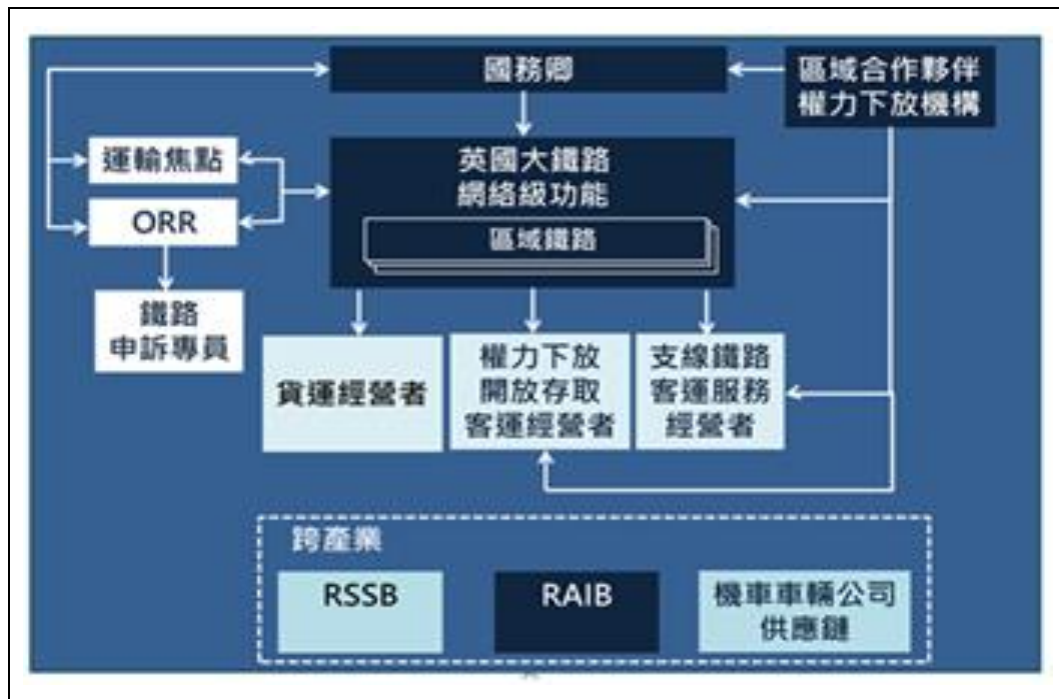 國務卿
區域合作夥伴
權力下放機構
運輸焦點
ORR
鐵路
申訴專員
英國大鐵路
網絡級功能
區域鐵路
貨運經營者
權力下放
開放存取
客運經營者
支線鐵路
客運服務
經營者
跨產業
RSSB
RAIB
機車車輛公司
供應鏈